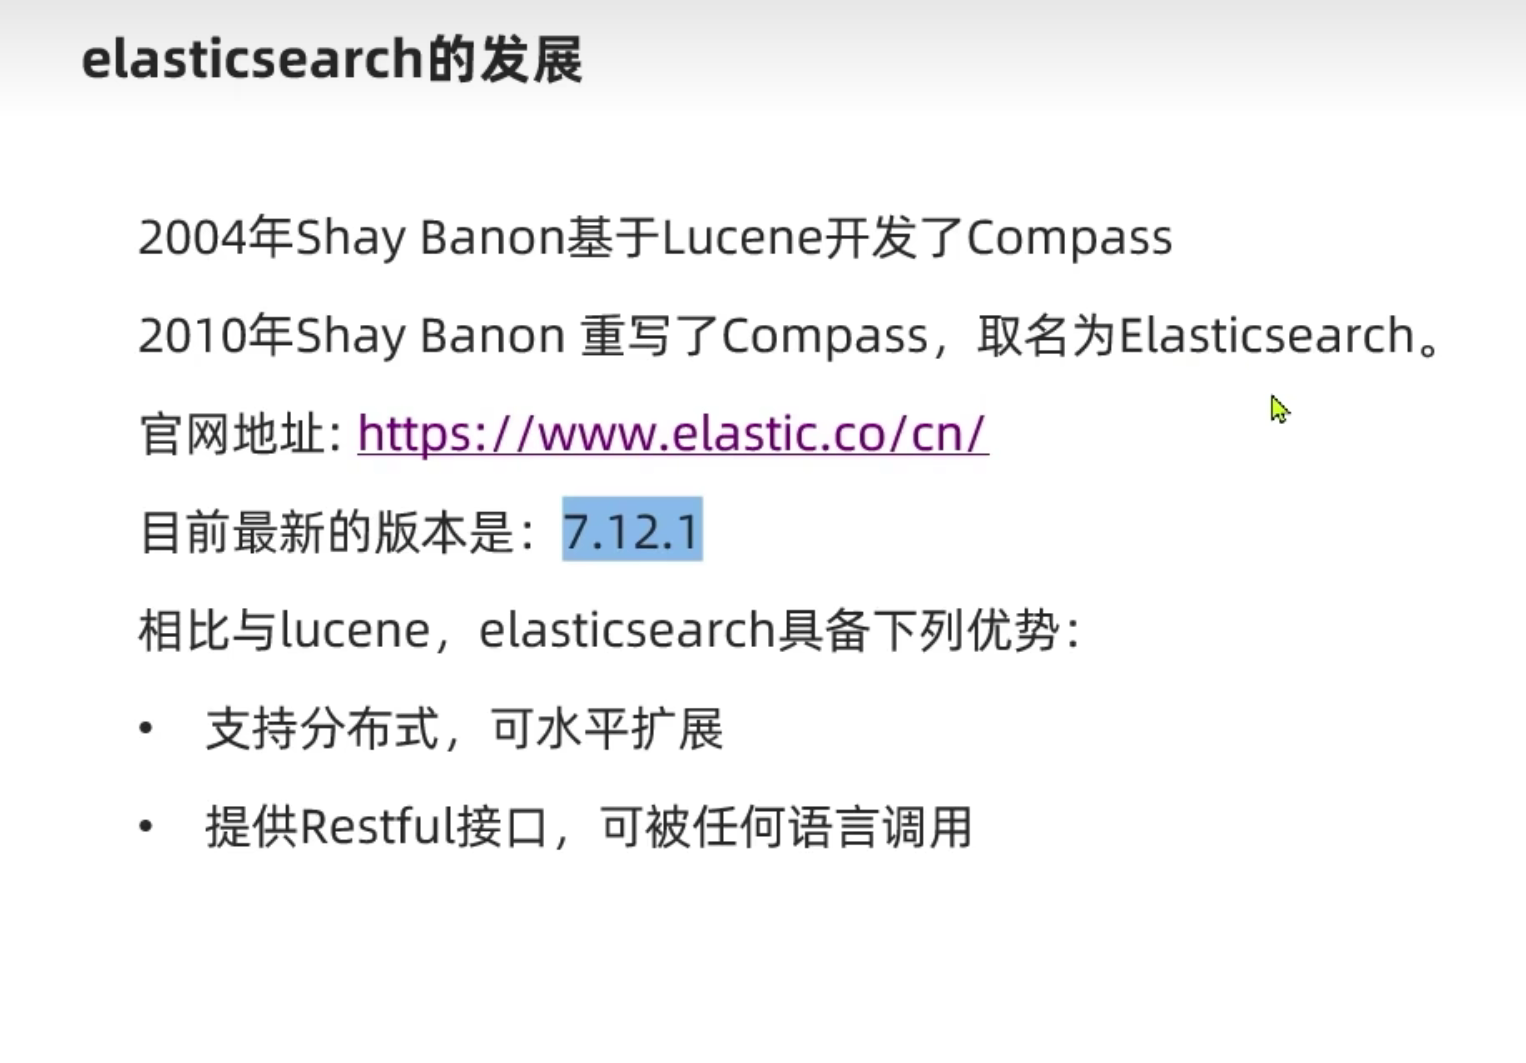 elasticsearch的发展
2004年Shay Banon基于Lucene开发了Compass
2010年Shay Banon 重写了Compass，取名为Elasticsearch。
官网地址: https://www.elastic.co/cn/
目前最新的版本是：7.12.1
相比与lucene，elasticsearch具备下列优势：
• 支持分布式，可水平扩展
• 提供Restful接口，可被任何语言调用